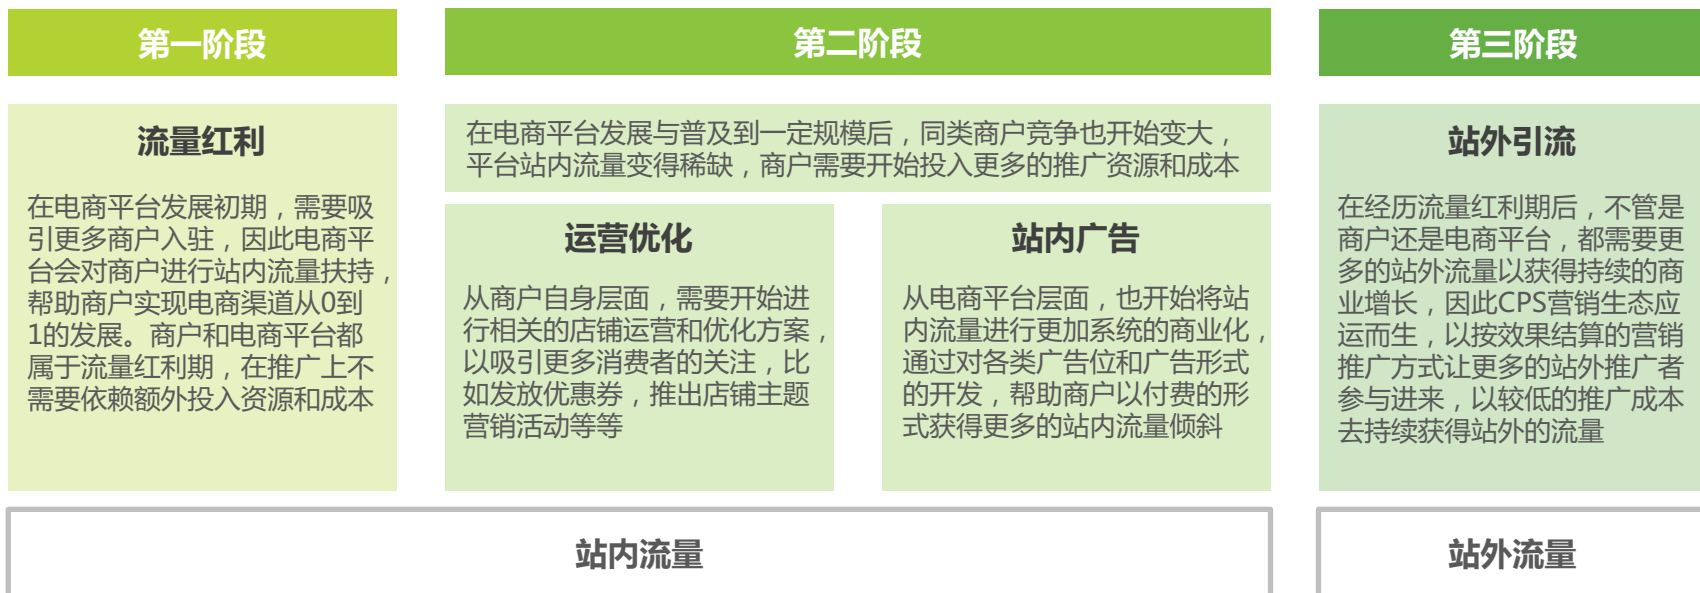 第一阶段
第二阶段
第三阶段
流量红利
在电商平台发展初期，需要吸
引更多商户入驻，因此电商平
台会对商户进行站内流量扶持，
帮助商户实现电商渠道从0到
1的发展。商户和电商平台都
属于流量红利期，在推广上不
需要依赖额外投入资源和成本
在电商平台发展与普及到一定规模后，同类商户竞争也开始变大，
平台站内流量变得稀缺，商户需要开始投入更多的推广资源和成本
运营优化
从商户自身层面，需要开始进
行相关的店铺运营和优化方案，
以吸引更多消费者的关注，比
如发放优惠券，推出店铺主题
营销活动等等
站内广告
从电商平台层面，也开始将站
内流量进行更加系统的商业化，
通过对各类广告位和广告形式
的开发，帮助商户以付费的形
式获得更多的站内流量倾斜
站外引流
在经历流量红利期后，不管是
商户还是电商平台，都需要更
多的站外流量以获得持续的商
业增长，因此CPS营销生态应
运而生，以按效果结算的营销
推广方式让更多的站外推广者
参与进来，以较低的推广成本
去持续获得站外的流量
站内流量
站外流量